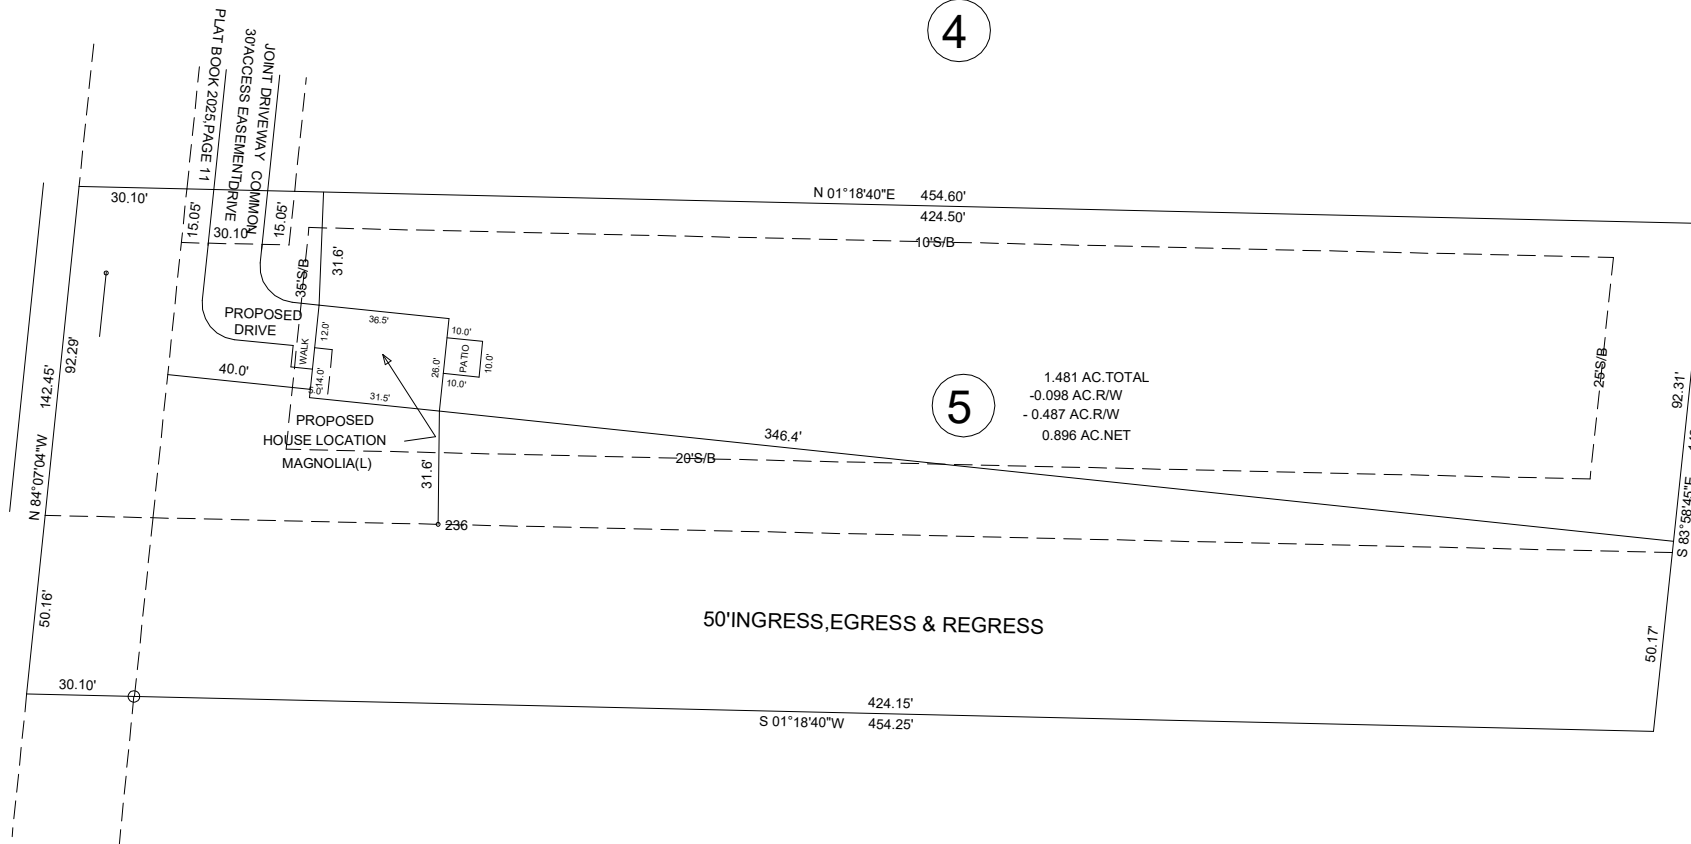 4
PLAT BOOK 2025,PAGE 11
30'ACCESS EASEMENTDRIVE
JOINT DRIVEWAY COMMON
30.10'
15.05'
30.10'
15.05'
N 01°18'40"E 454.60'
424.50'
10'S/B
35'S/B
31.6'
PROPOSED
DRIVE
WALK
12.0'
36.5'
10.0'
PATIO
10.0'
26.0'
10.0'
14.0'
5.0'
31.5'
40.0'
PROPOSED
HOUSE LOCATION
MAGNOLIA(L)
31.6'
236
346.4'
20'S/B
5
1.481 AC.TOTAL
-0.098 AC.R/W
- 0.487 AC.R/W
0.896 AC.NET
25'S/B
92.31'
S 83°58'45"E
50.17'
92.29'
N 84°07'04"W 142.45'
50.16'
50'INGRESS,EGRESS & REGRESS
30.10'
424.15'
S 01°18'40"W 454.25'